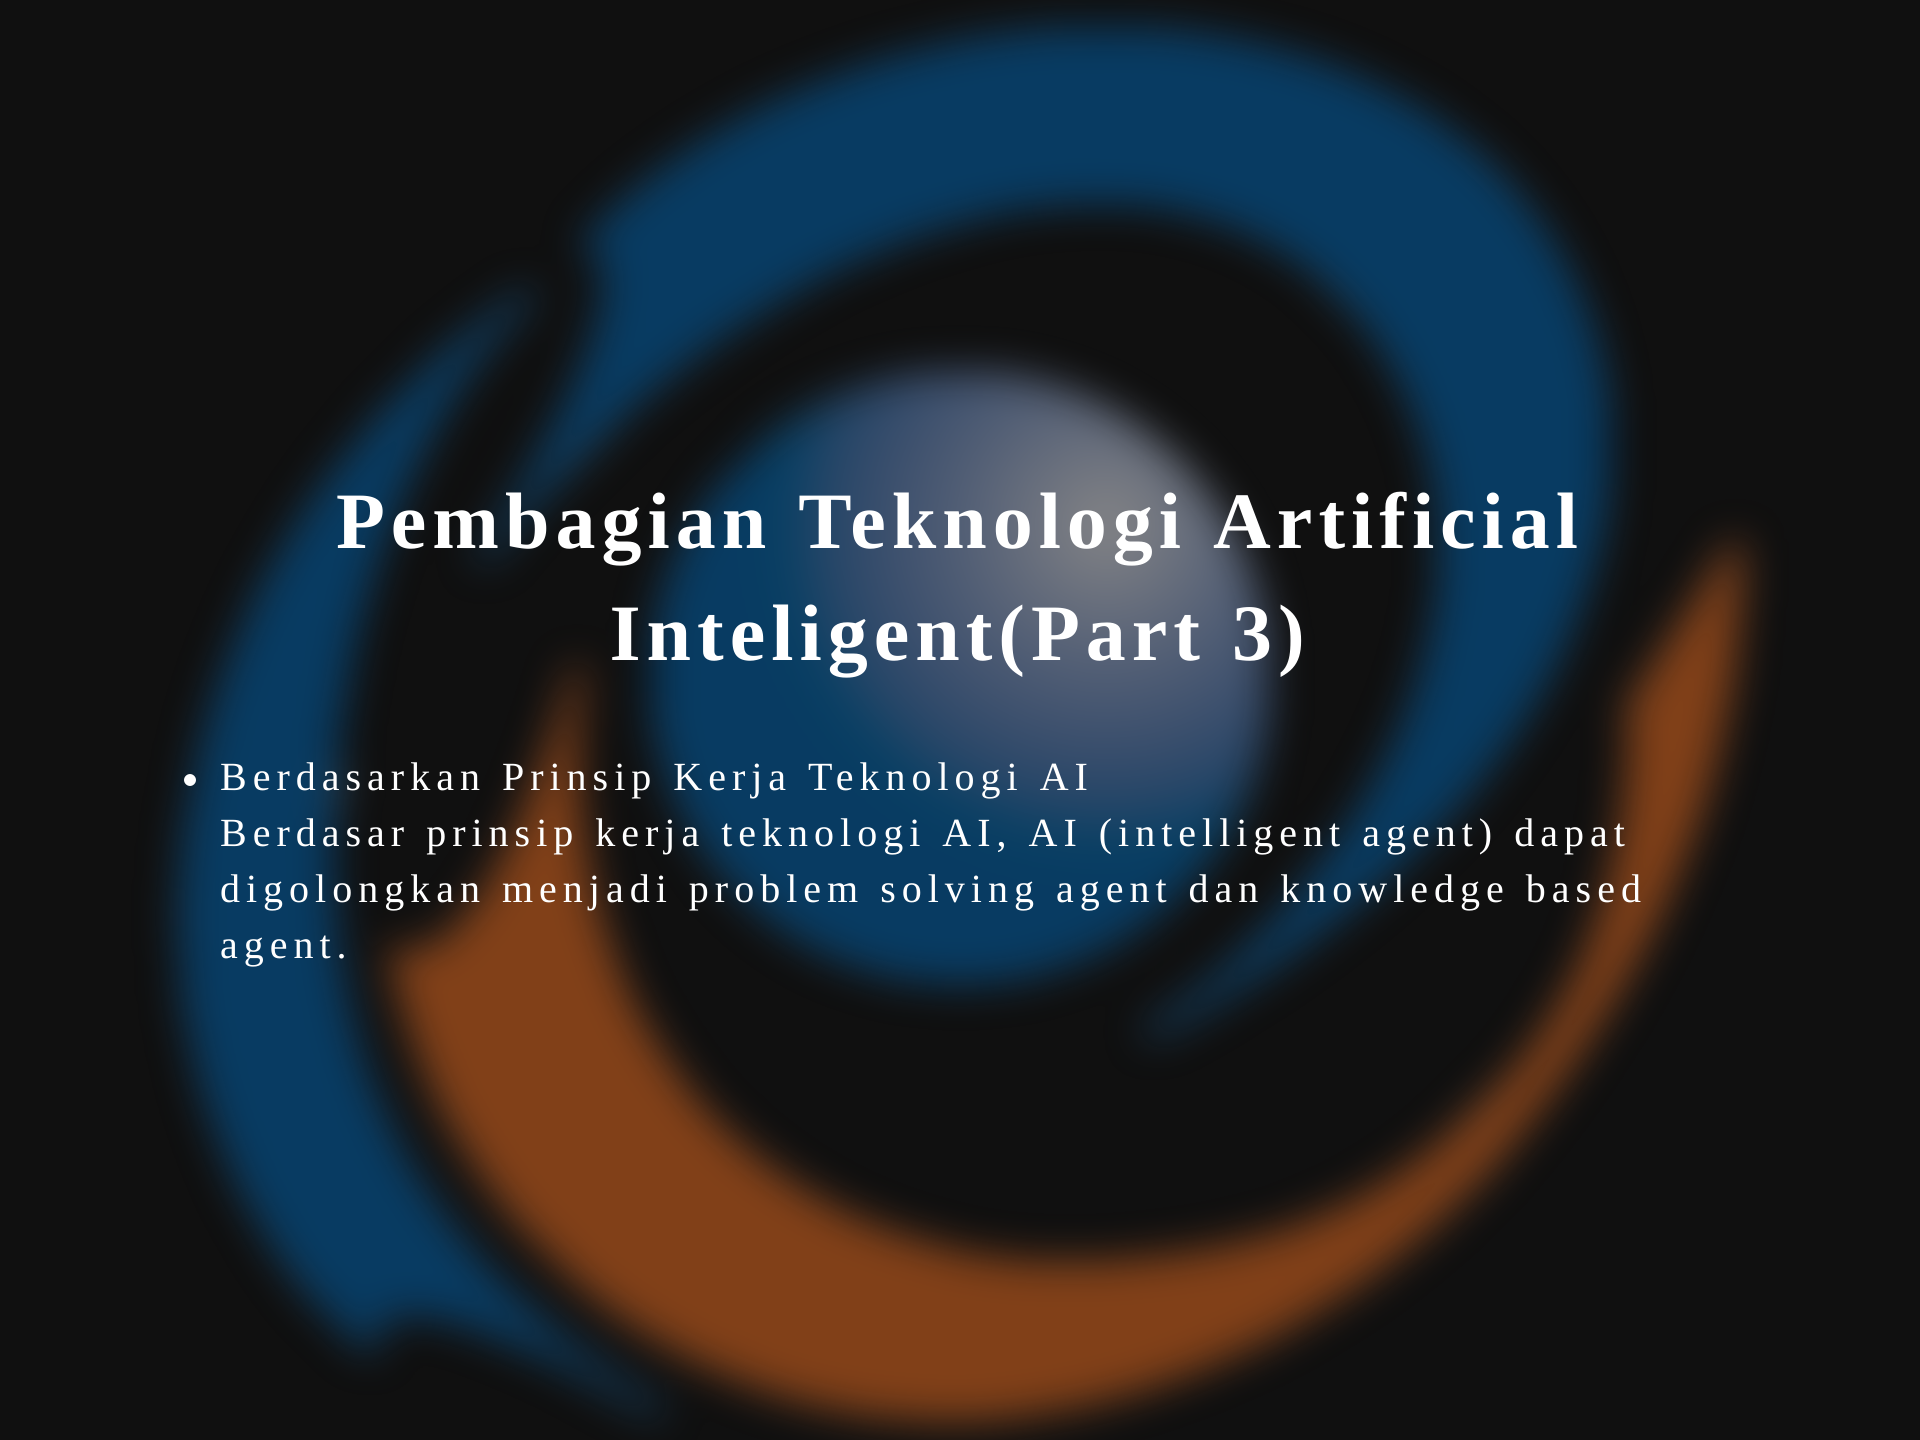 Pembagian Teknologi Artificial
Inteligent(Part 3)
• Berdasarkan Prinsip Kerja Teknologi AI
Berdasar prinsip kerja teknologi AI, AI (intelligent agent) dapat
digolongkan menjadi problem solving agent dan knowledge based
agent.